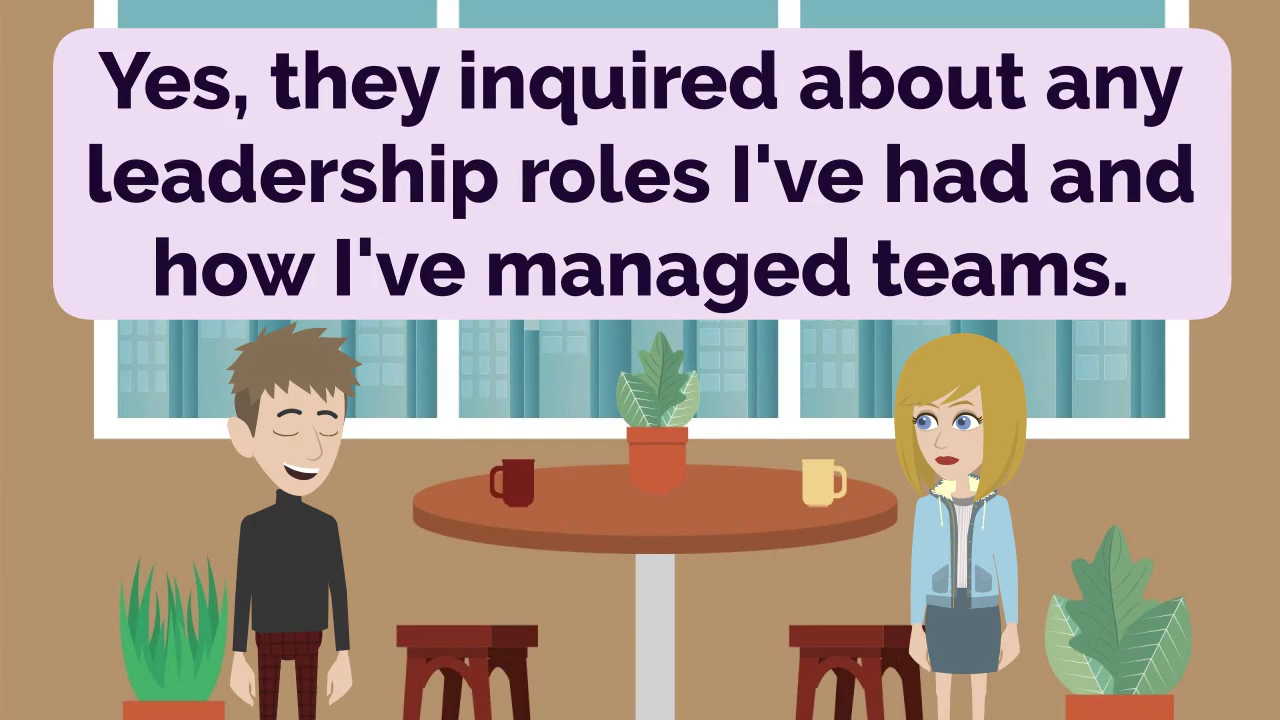 Yes, they inquired about any
leadership roles I've had and
how I've managed teams.